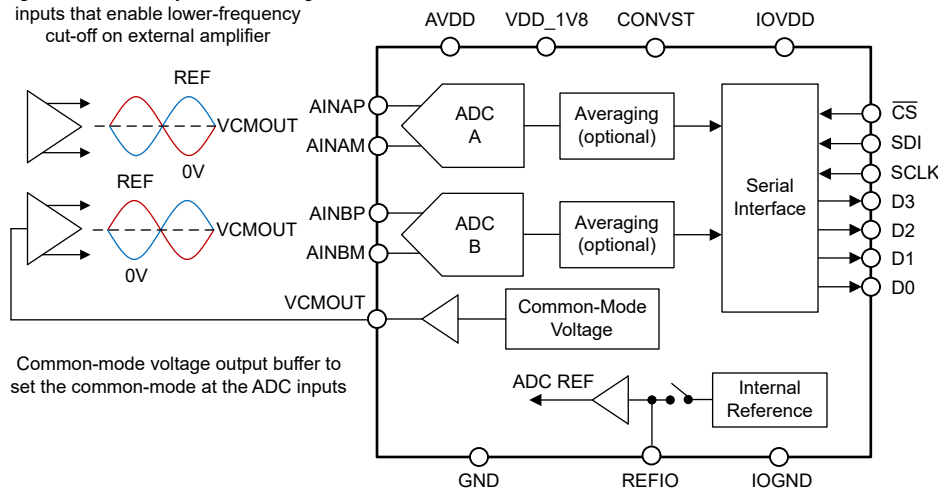 inputs that enable lower-frequency
cut-off on external amplifier
AVDD
VDD_1V8
CONVST
IOVDD
REF
VCMOUT
0V
REF
VCMOUT
0V
AINAP
AINAM
ADC
A
Averaging
(optional)
AINBP
AINBM
ADC
B
Averaging
(optional)
Serial
Interface
CS
SDI
SCLK
D3
D2
D1
D0
VCMOUT
Common-Mode
Voltage
Common-mode voltage output buffer to
set the common-mode at the ADC inputs
ADC REF
Internal
Reference
GND
REFIO
IOGND